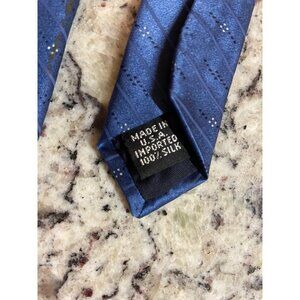 MADE IN
U.S.A.
IMPORTED
100% SILK